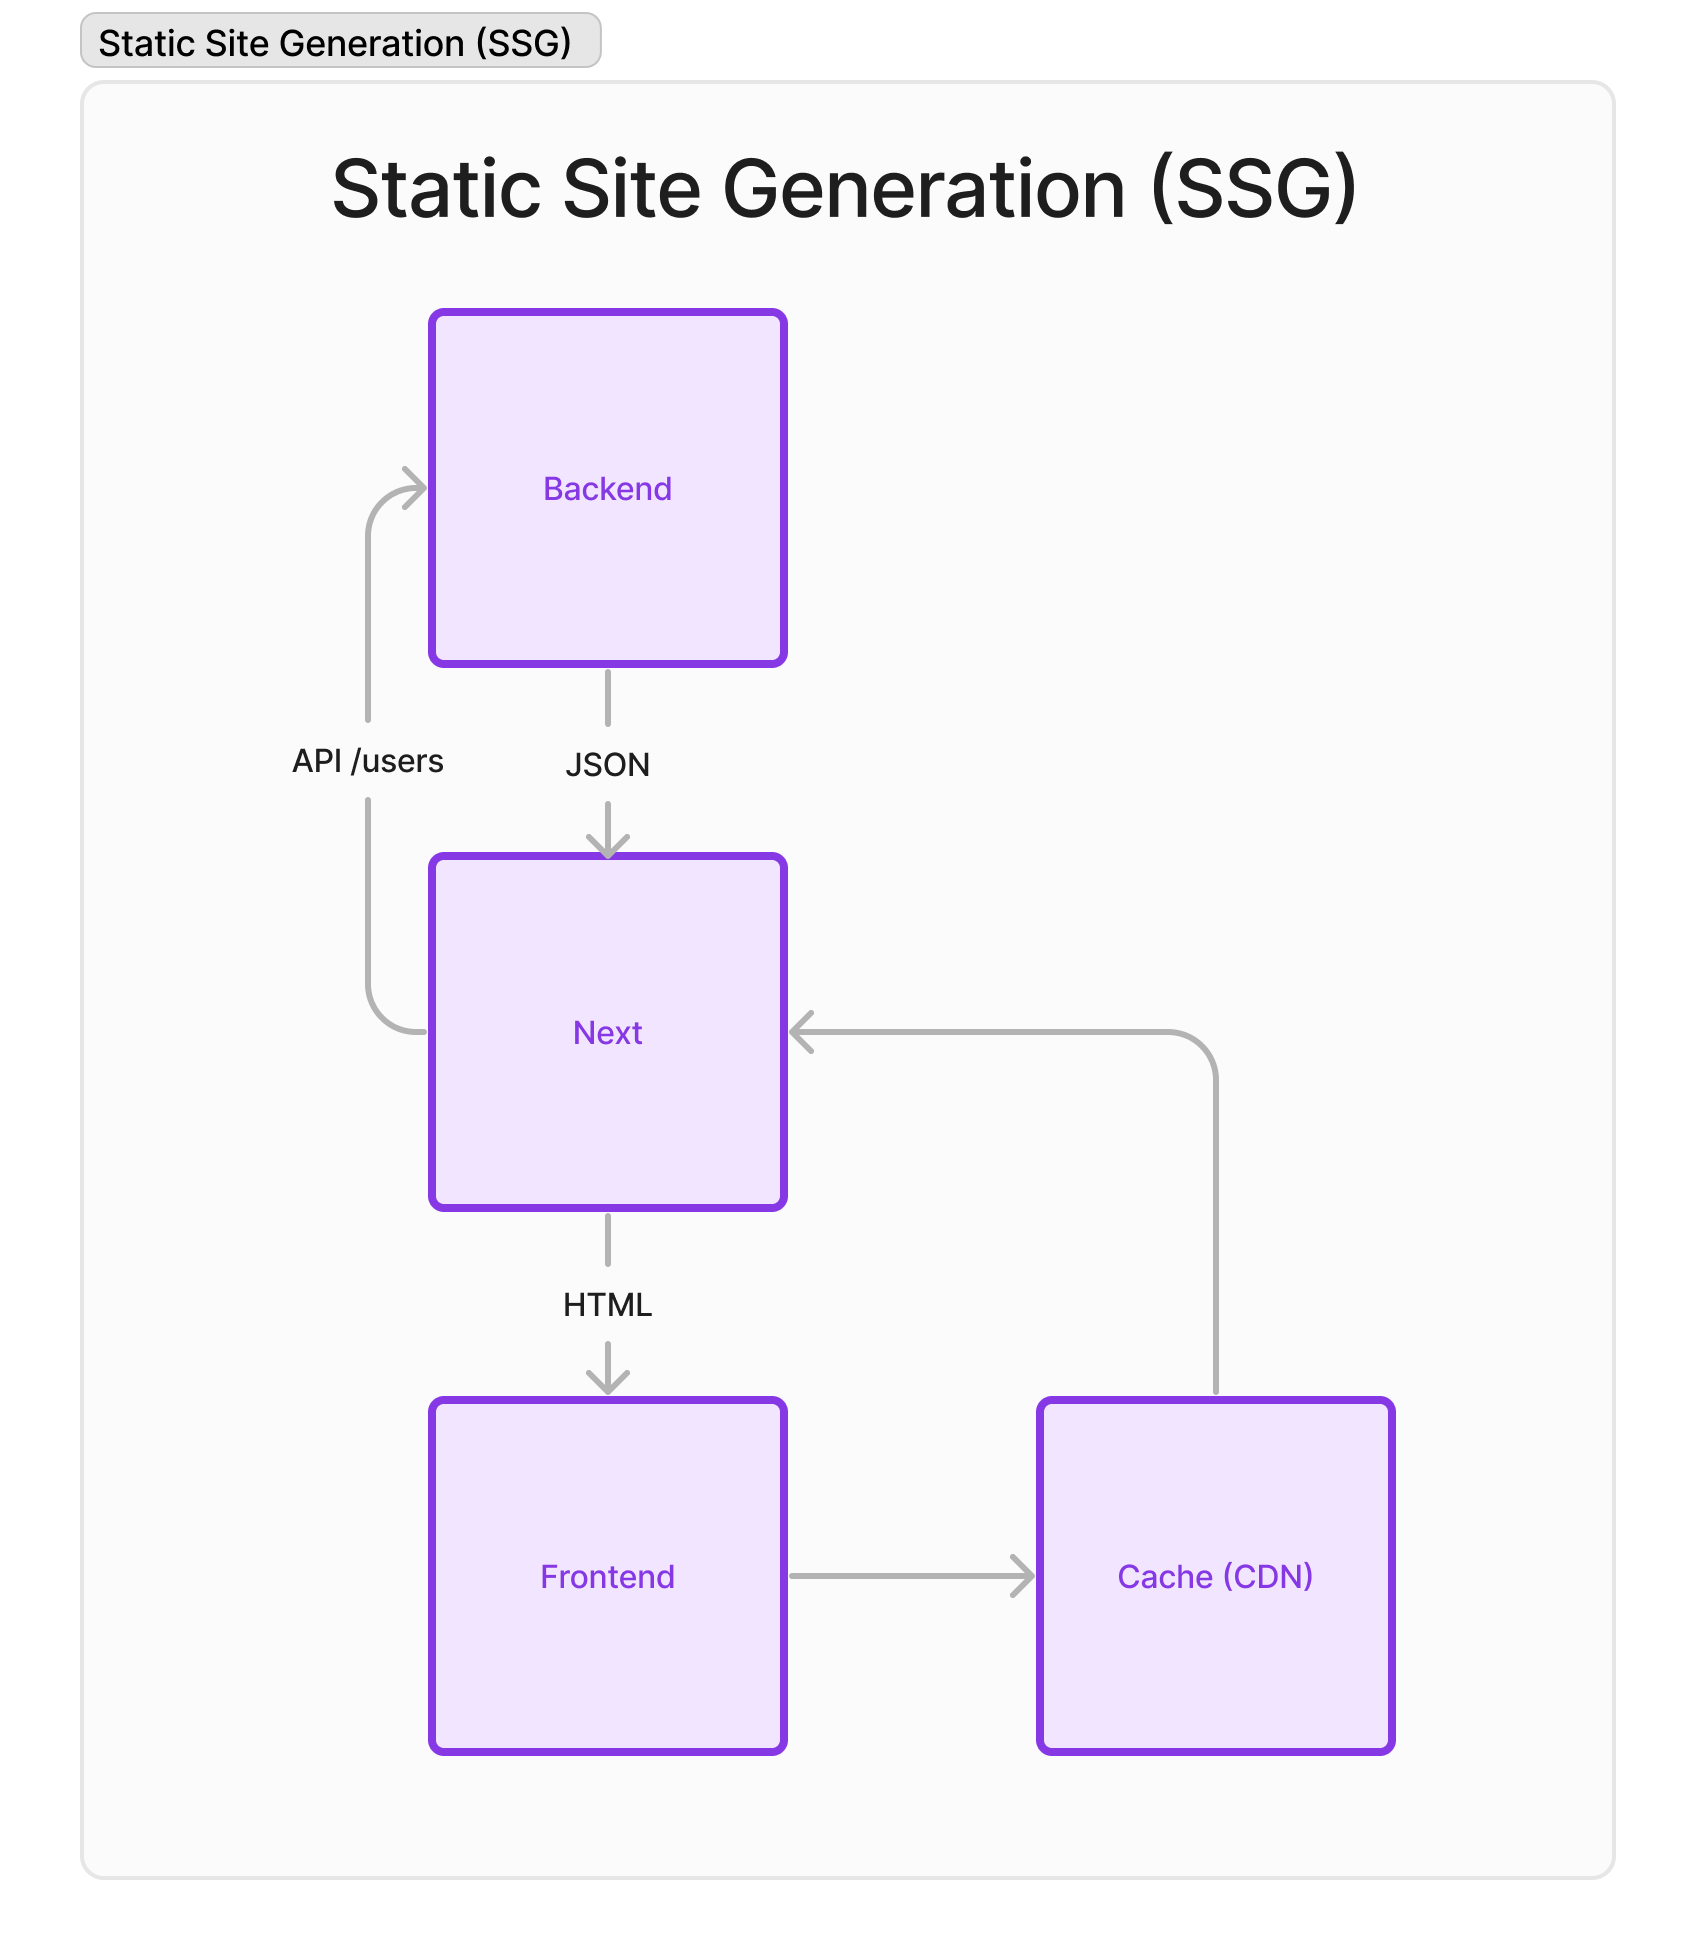 Static Site Generation (SSG)
Static Site Generation (SSG)
Backend
API /users
JSON
Next
HTML
Frontend
Cache (CDN)